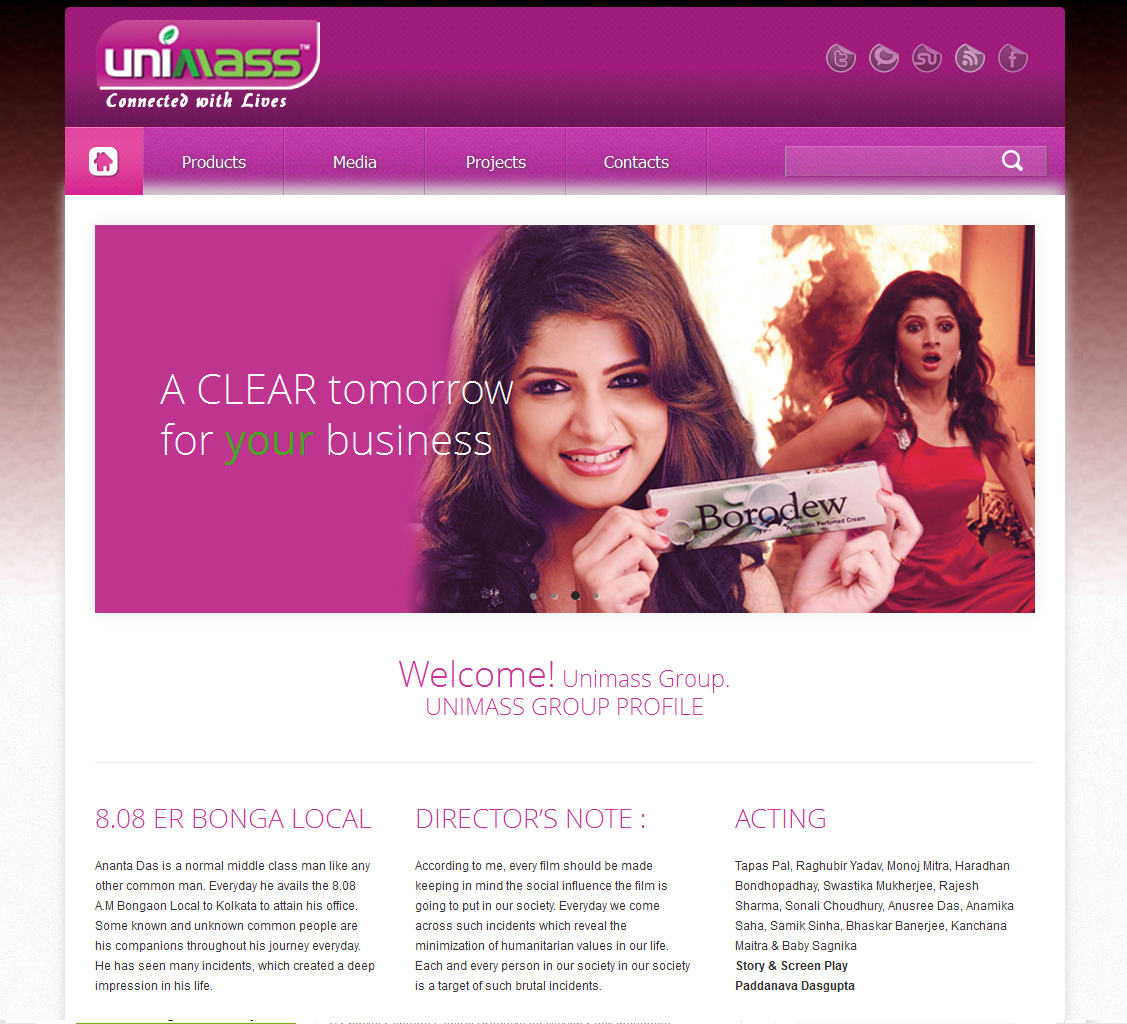 unimass™
Connected with Lives
Products
Media
Projects
Contacts
A CLEAR tomorrow
for your business
Borodew
Antiseptic Perfumed Cream
Welcome! Unimass Group.
UNIMASS GROUP PROFILE
8.08 ER BONGA LOCAL
Ananta Das is a normal middle class man like any
other common man. Everyday he avails the 8.08
A.M Bongaon Local to Kolkata to attain his office.
Some known and unknown common people are
his companions throughout his journey everyday.
He has seen many incidents, which created a deep
impression in his life.
DIRECTOR’S NOTE :
According to me, every film should be made
keeping in mind the social influence the film is
going to put in our society. Everyday we come
across such incidents which reveal the
minimization of humanitarian values in our life.
Each and every person in our society in our society
is a target of such brutal incidents.
ACTING
Tapas Pal, Raghubir Yadav, Monoj Mitra, Haradhan
Bondhopadhay, Swastika Mukherjee, Rajesh
Sharma, Sonali Choudhury, Anusree Das, Anamika
Saha, Samik Sinha, Bhaskar Banerjee, Kanchana
Maitra & Baby Sagnika
Story & Screen Play
Paddanava Dasgupta